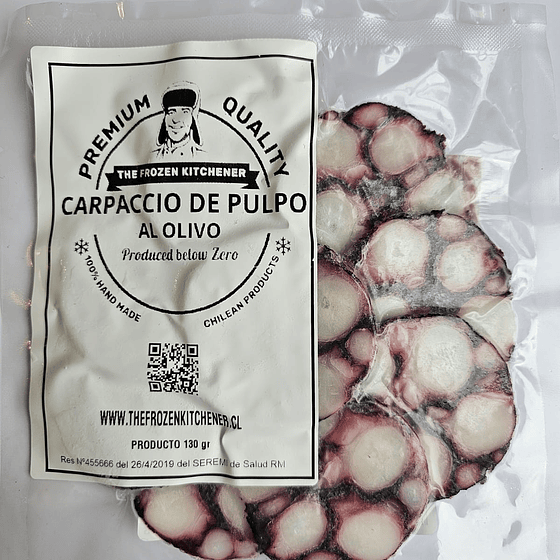 PREMIUM QUALITY
THE FROZEN KITCHENER
CARPACCIO DE PULPO
AL OLIVO
Produced below Zero
100% HAND MADE
CHILEAN PRODUCTS
WWW.THEFROZENKITCHENER.CL
PRODUCTO 130 gr
Res Nº455666 del 26/4/2019 del SEREMI de Salud RM